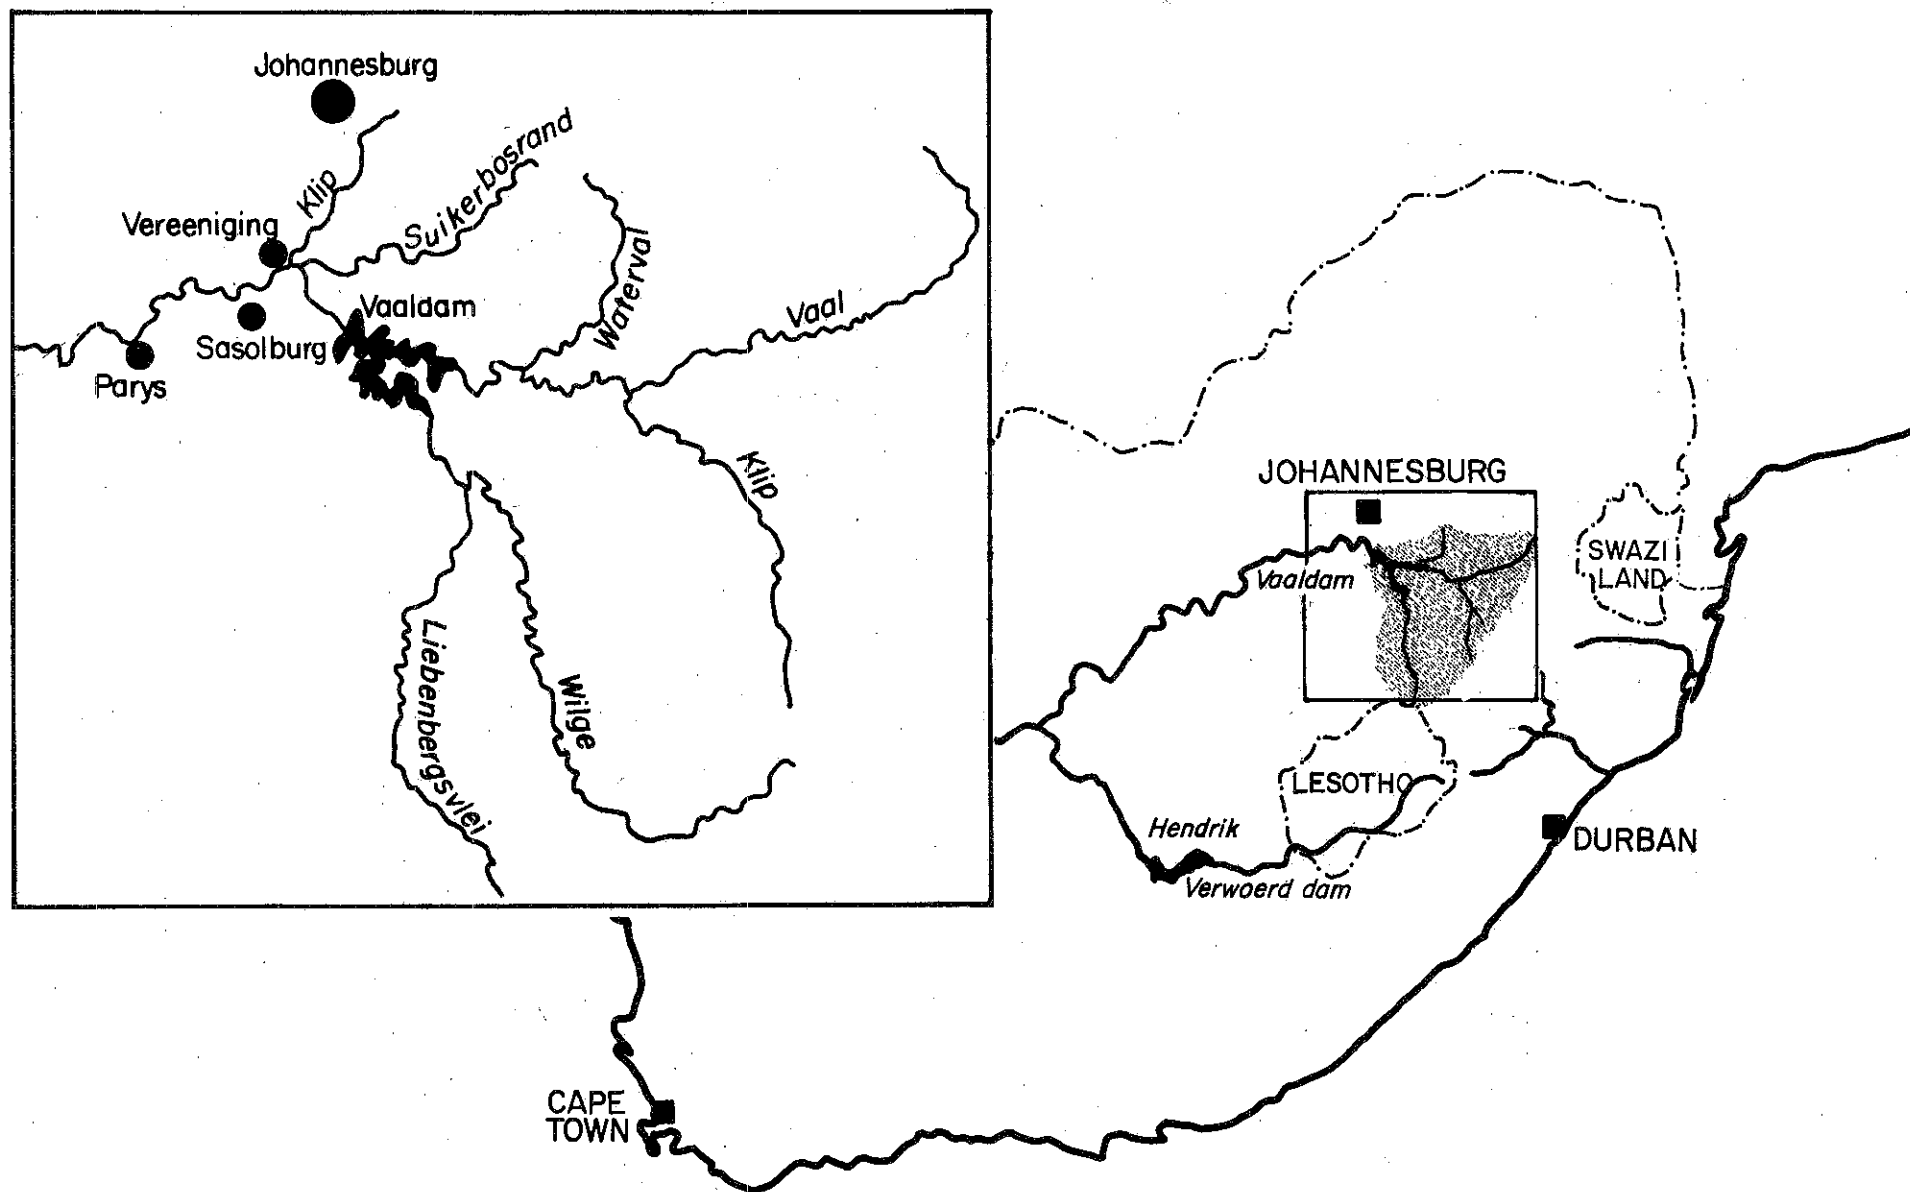 Johannesburg
Klip
Suikerbosrand
Vereeniging
Waterval
Vaaldam
Vaal
Sasolburg
Parys
Klip
Liebenbergsvlei
Wilge
JOHANNESBURG
SWAZI
LAND
Vaaldam
LESOTHO
Hendrik
Verwoerd dam
DURBAN
CAPE
TOWN